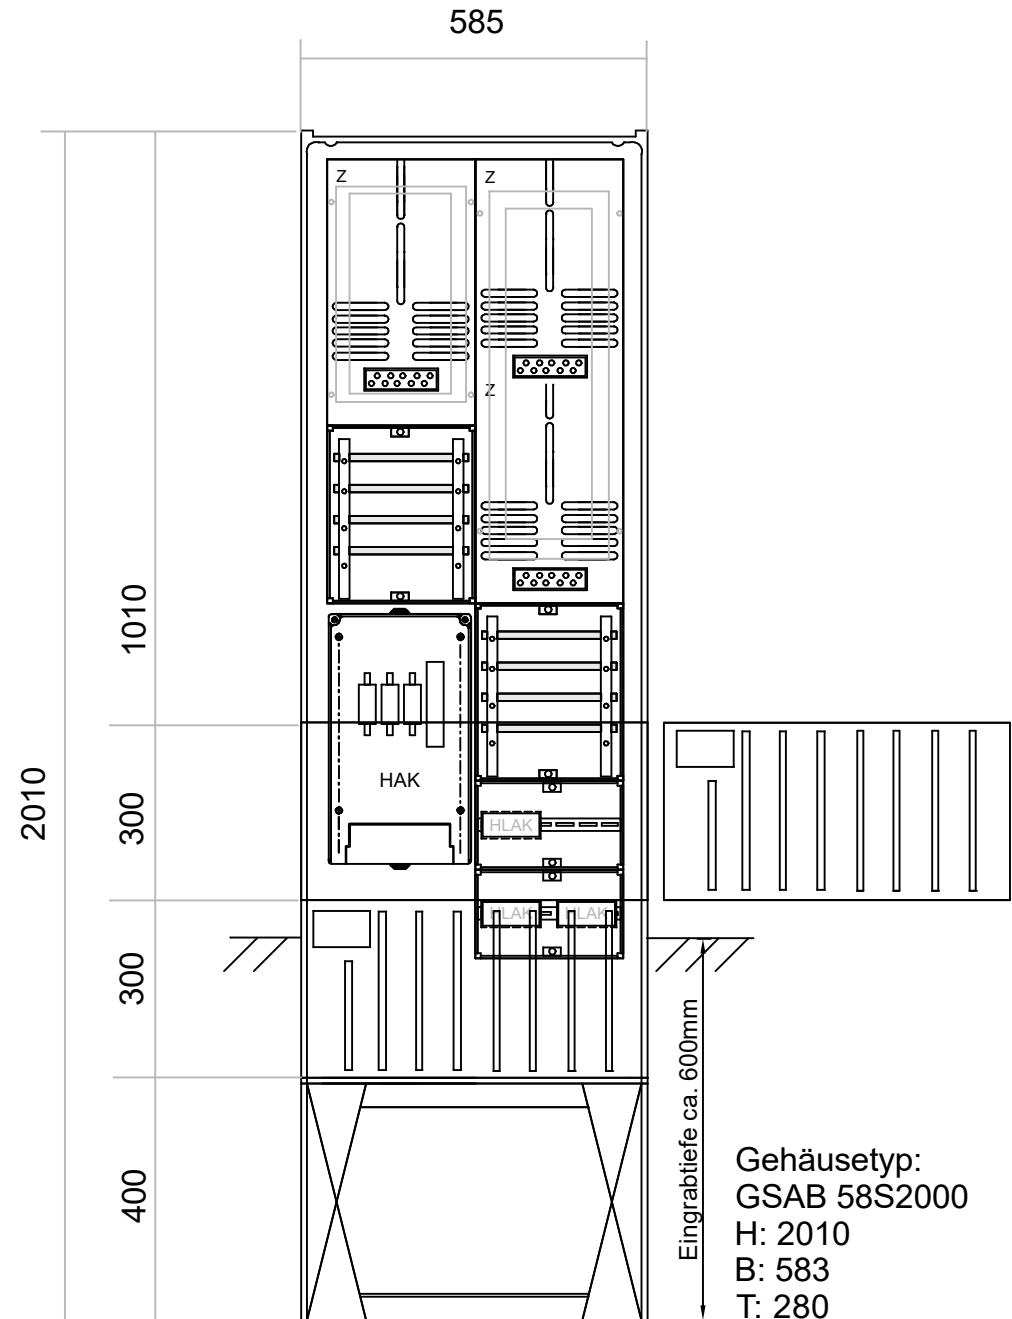 585
Z
Z
Z
1010
2010
HAK
300
HLAK
HLAK
HLAK
300
Eingrabtiefe ca. 600mm
400
Gehäusetyp:
GSAB 58S2000
H: 2010
B: 583
T: 280